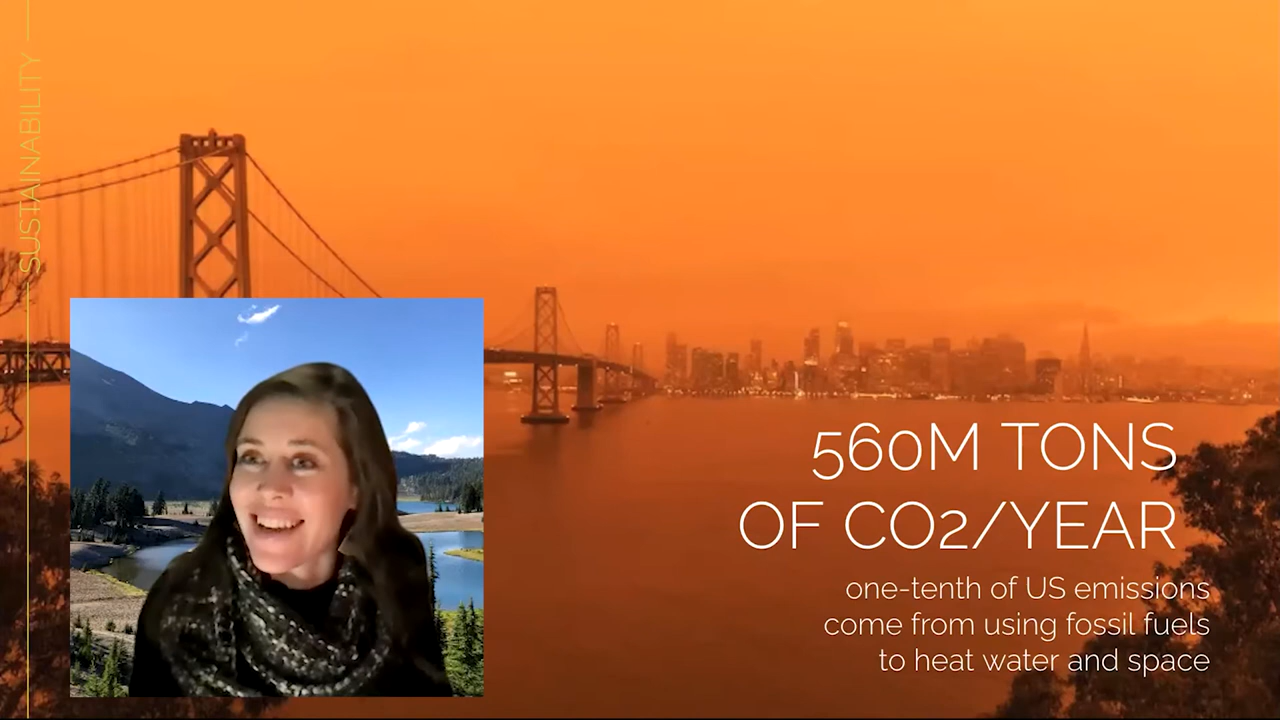 SUSTAINABILITY
560M TONS
OF CO2/YEAR
one-tenth of US emissions
come from using fossil fuels
to heat water and space